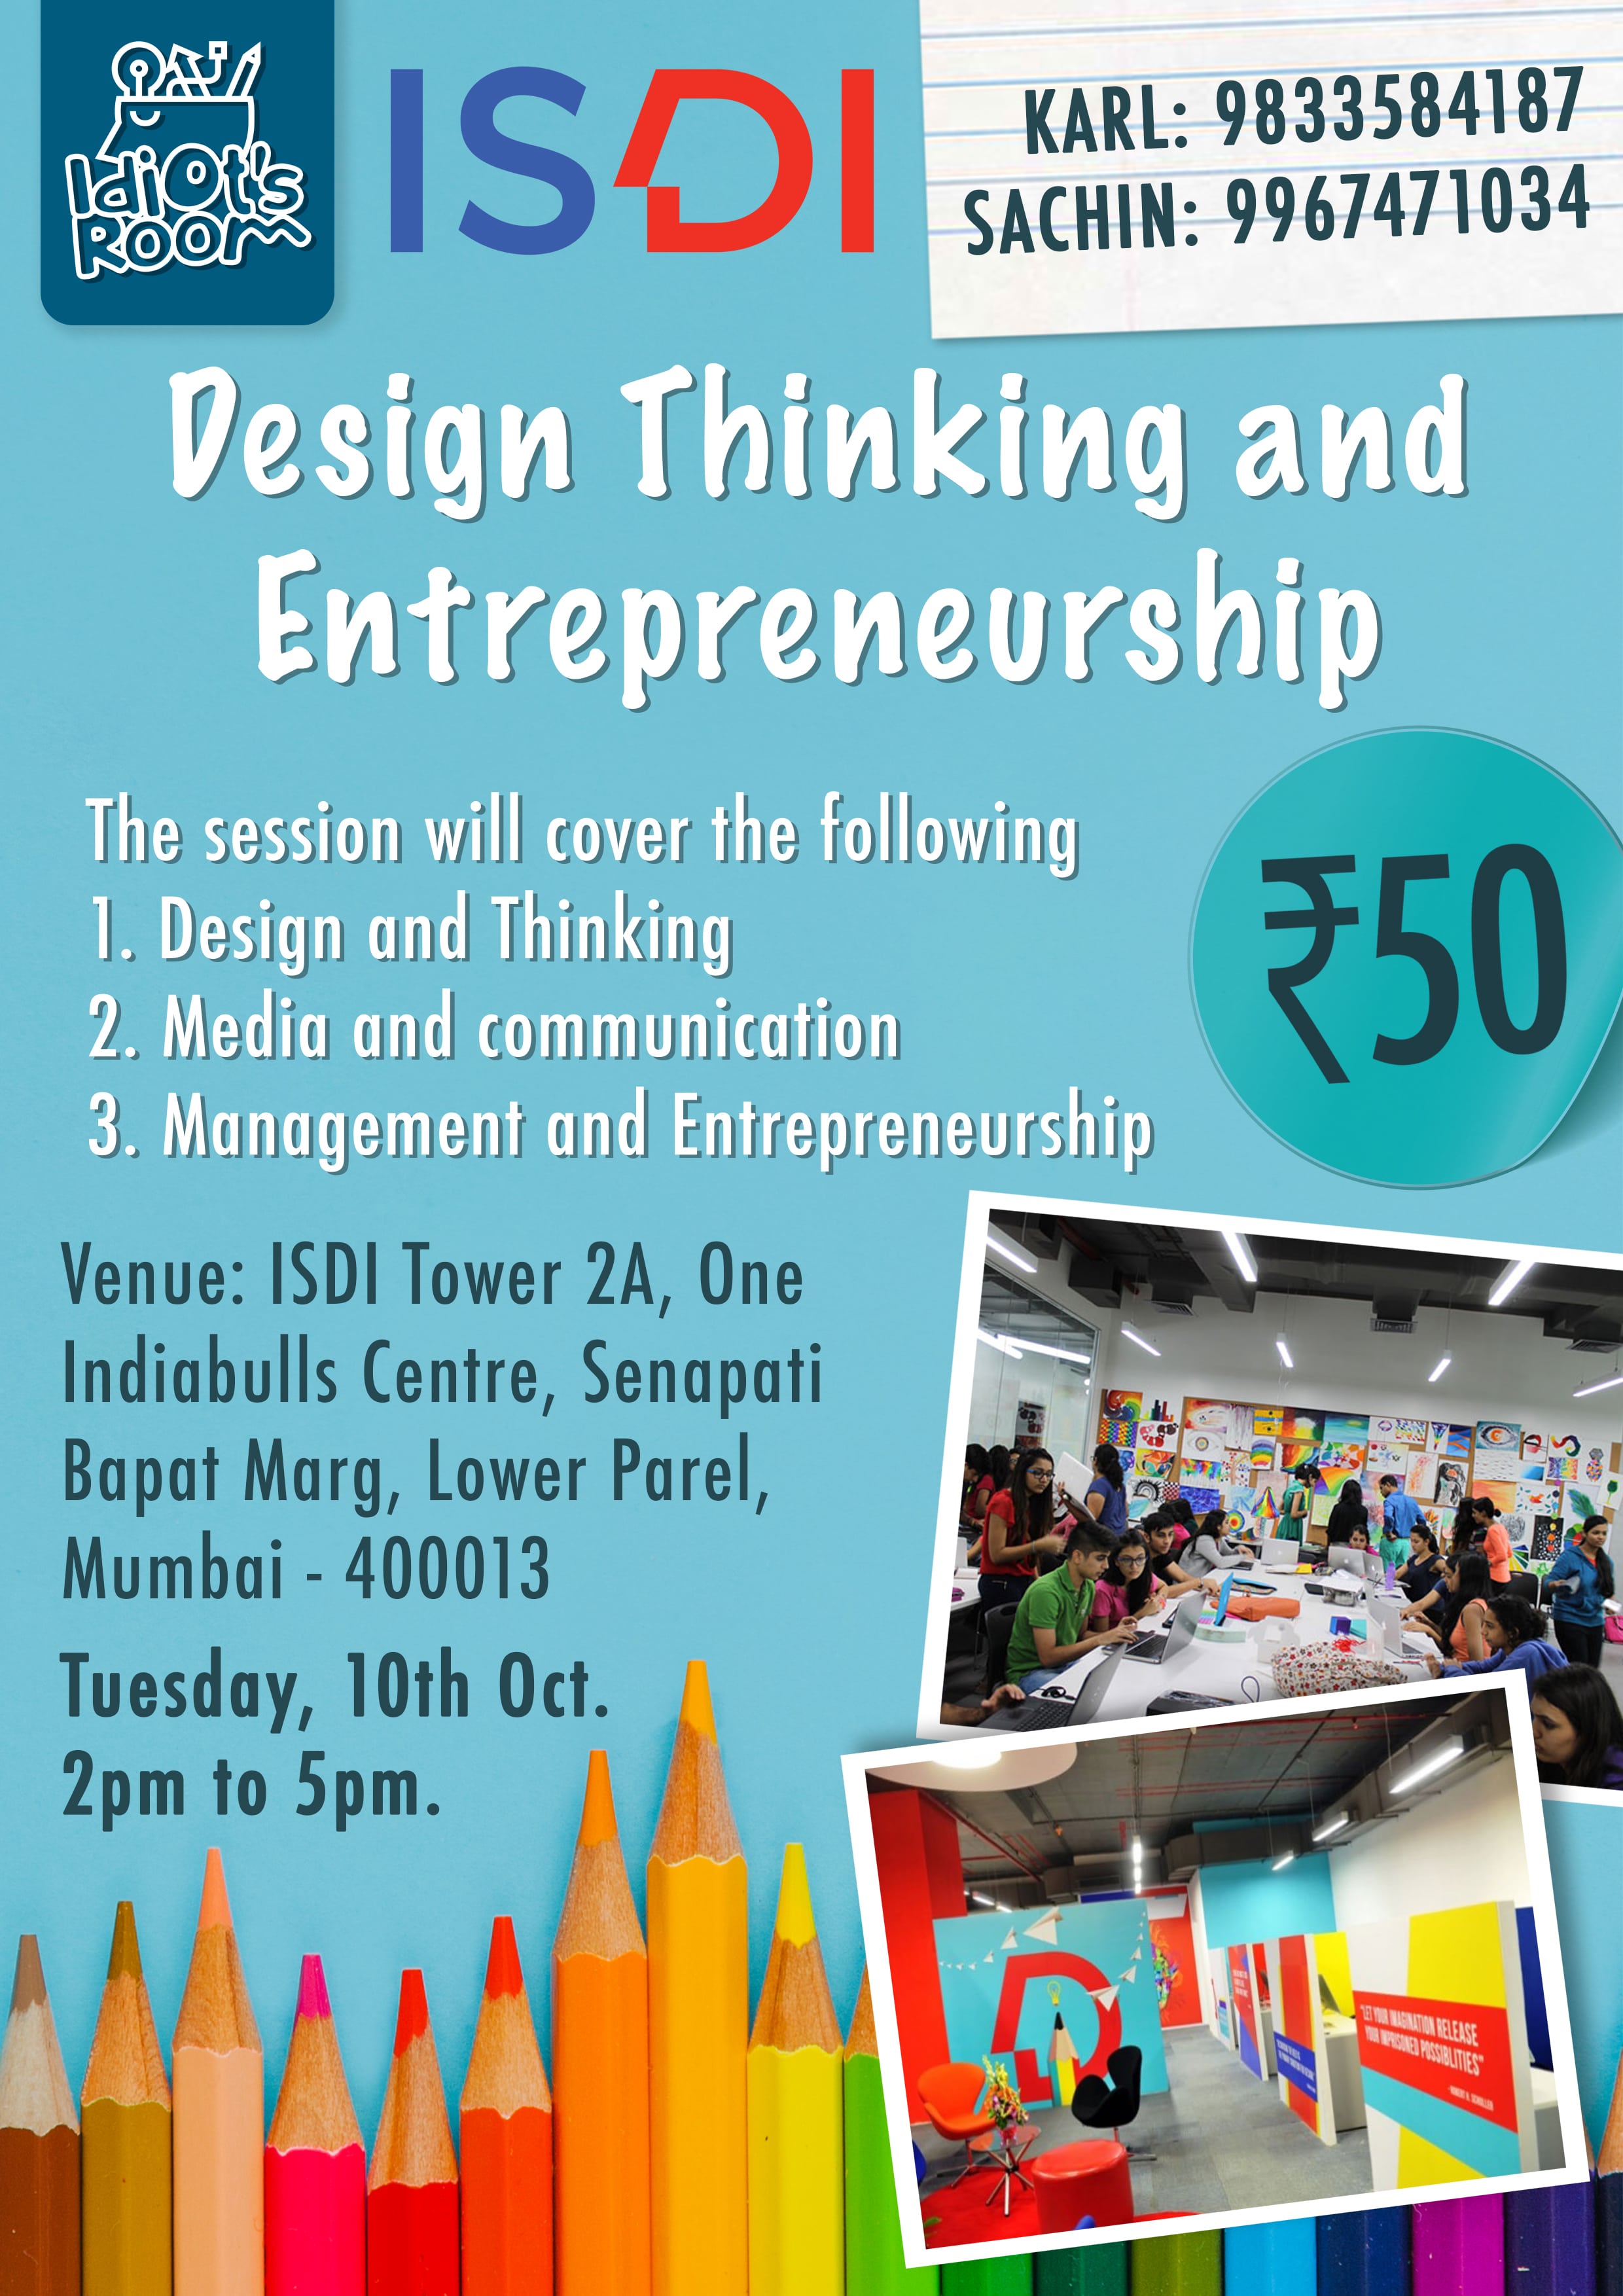 Idiot's
Room
ISDI
KARL: 9833584187
SACHIN: 9967471034
Design Thinking and
Entrepreneurship
The session will cover the following
1. Design and Thinking
2. Media and communication
3. Management and Entrepreneurship
₹50
Venue: ISDI Tower 2A, One
Indiabulls Centre, Senapati
Bapat Marg, Lower Parel,
Mumbai - 400013
Tuesday, 10th Oct.
2pm to 5pm.
"LET YOUR IMAGINATION RELEASE
YOUR IMPRISONED POSSIBLITIES"